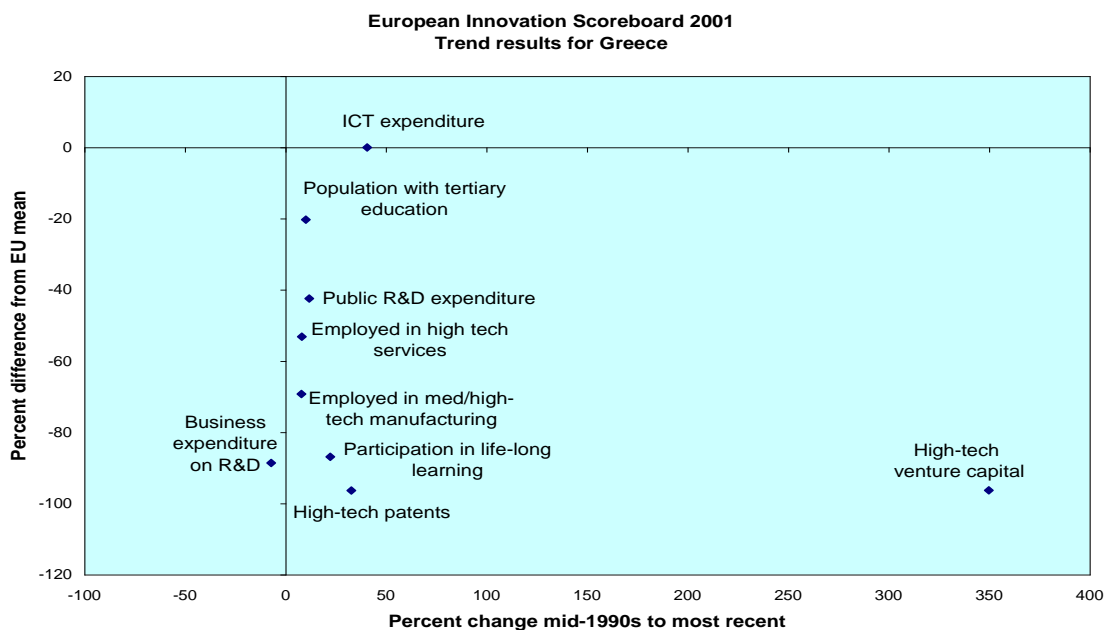 European Innovation Scoreboard 2001
Trend results for Greece
20
0
-20
-40
-60
-80
-100
-120
Percent difference from EU mean
ICT expenditure
Population with tertiary
education
Public R&D expenditure
Employed in high tech
services
Employed in med/high-
tech manufacturing
Business
expenditure
on R&D
Participation in life-long
learning
High-tech
venture capital
High-tech patents
-100
-50
0
50
100
150
200
250
300
350
400
Percent change mid-1990s to most recent